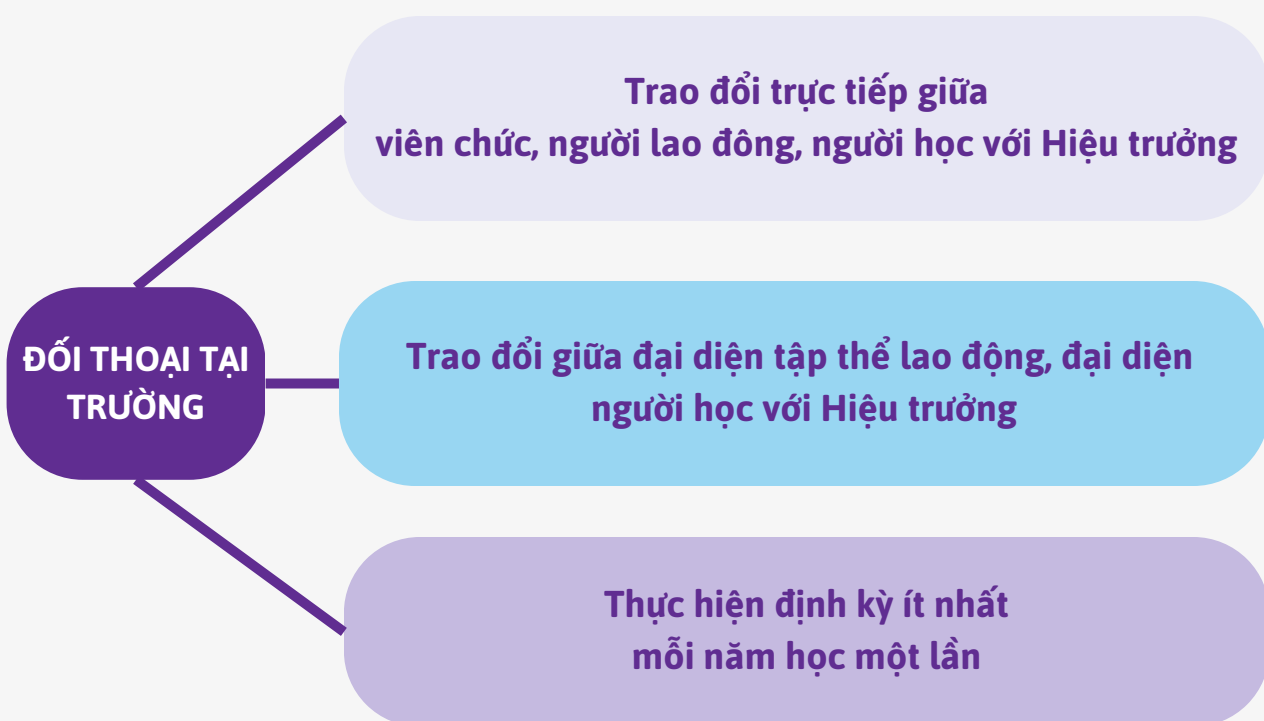 Trao đổi trực tiếp giữa
viên chức, người lao đông, người học với Hiệu trưởng
ĐỐI THOẠI TẠI
TRƯỜNG
Trao đổi giữa đại diện tập thể lao động, đại diện
người học với Hiệu trưởng
Thực hiện định kỳ ít nhất
mỗi năm học một lần